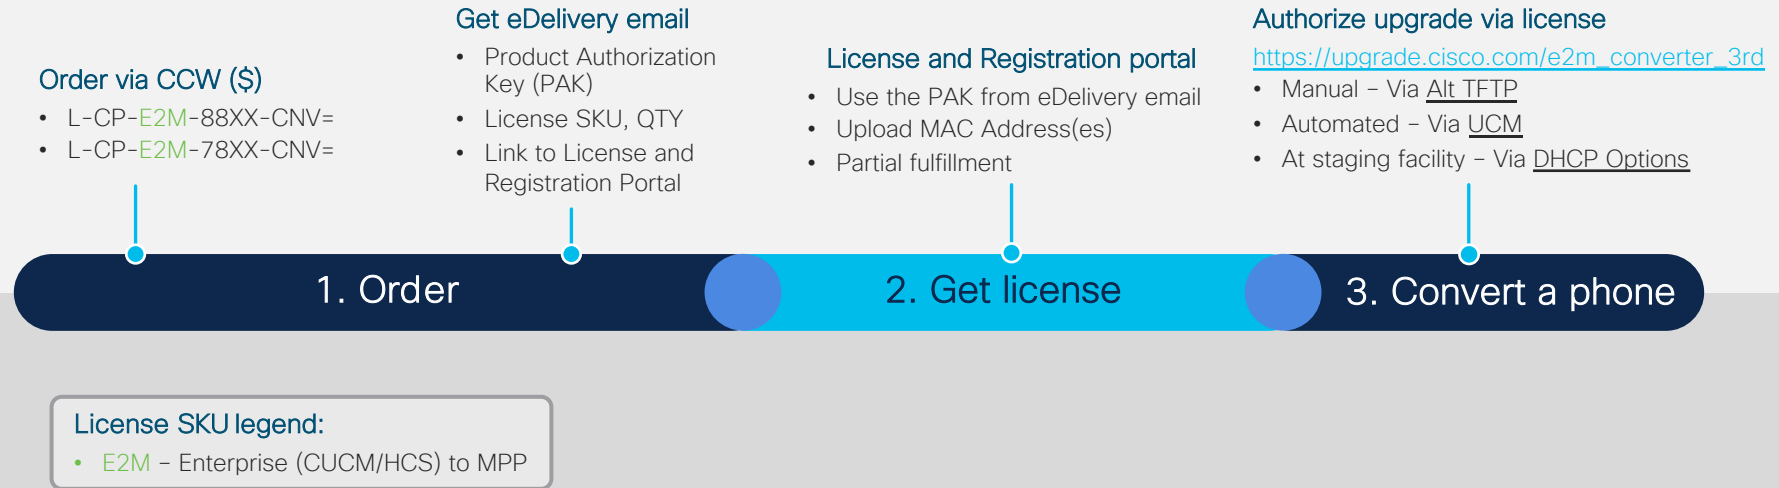 Order via CCW ($)
• L-CP-E2M-88XX-CNV=
• L-CP-E2M-78XX-CNV=
Get eDelivery email
• Product Authorization
Key (PAK)
• License SKU, QTY
• Link to License and
Registration Portal
License and Registration portal
• Use the PAK from eDelivery email
• Upload MAC Address(es)
• Partial fulfillment
Authorize upgrade via license
https://upgrade.cisco.com/e2m_converter_3rd
• Manual – Via Alt TFTP
• Automated – Via UCM
• At staging facility – Via DHCP Options
1. Order
2. Get license
3. Convert a phone
License SKU legend:
• E2M – Enterprise (CUCM/HCS) to MPP